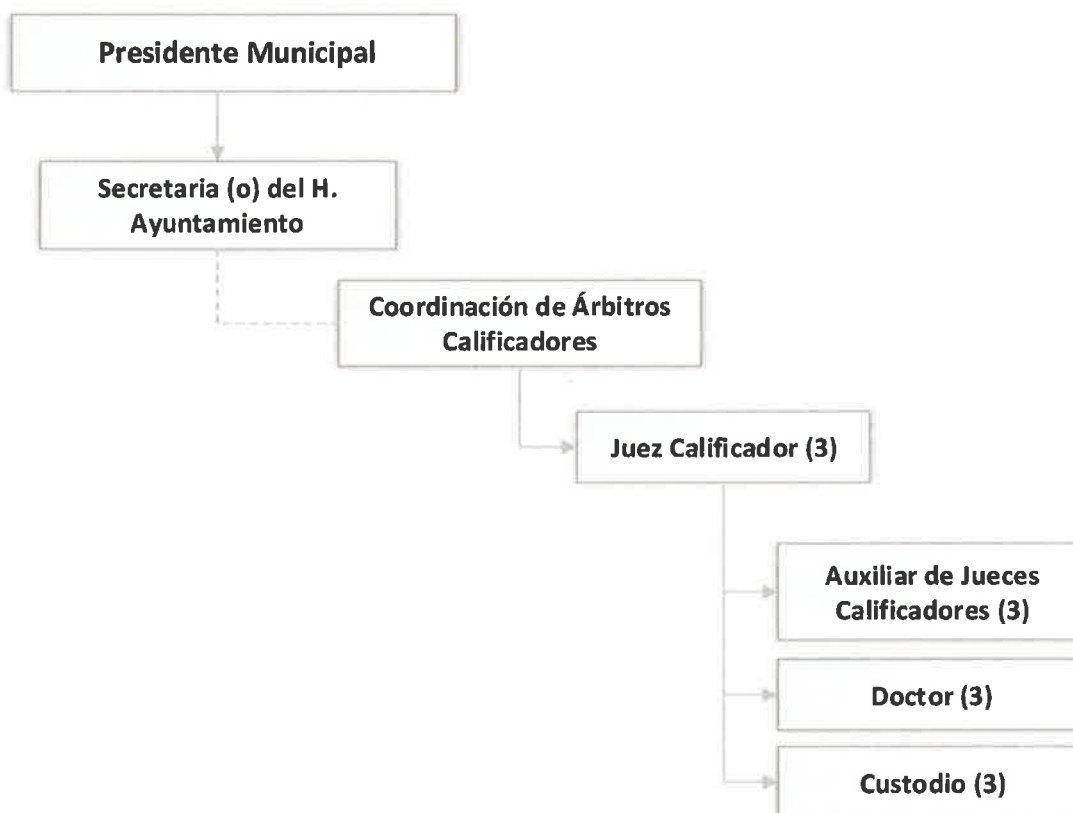 Presidente Municipal
Secretaria (o) del H.
Ayuntamiento
Coordinación de Árbitros
Calificadores
Juez Calificador (3)
Auxiliar de Jueces
Calificadores (3)
Doctor (3)
Custodio (3)